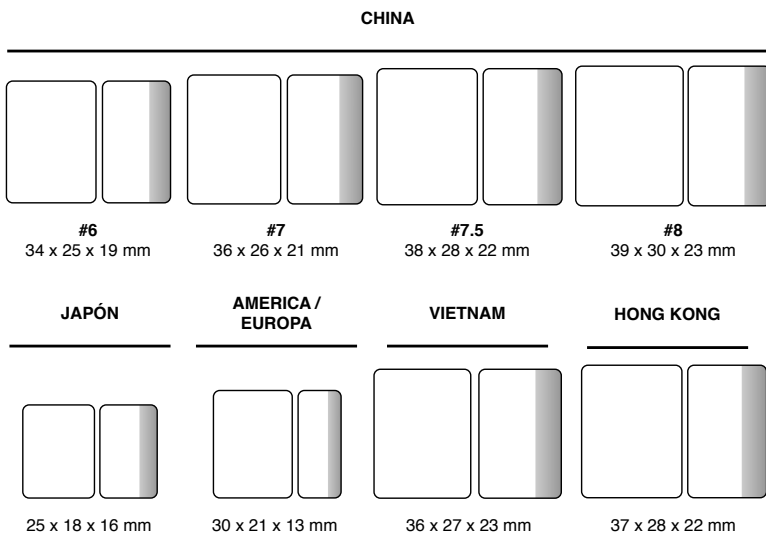 CHINA
#6
34 x 25 x 19 mm
#7
36 x 26 x 21 mm
#7.5
38 x 28 x 22 mm
#8
39 x 30 x 23 mm
JAPÓN
25 x 18 x 16 mm
AMERICA /
EUROPA
30 x 21 x 13 mm
VIETNAM
36 x 27 x 23 mm
HONG KONG
37 x 28 x 22 mm